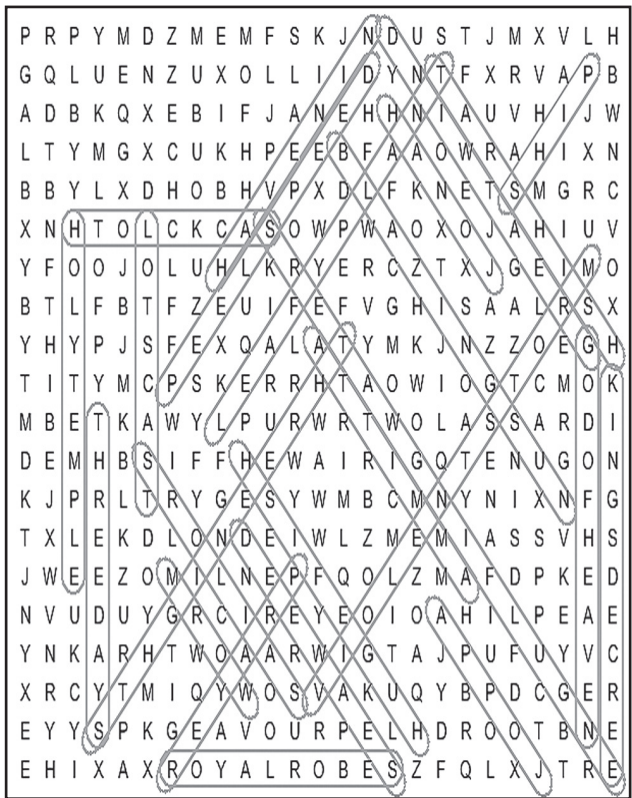 P R P Y M D Z M E M F S K J N D U S T J M X V L H
G Q L U E N Z U X O L L I I D Y N T F X R V A P B
A D B K Q X E B I F J A N E H H N I A U V H I J W
L T Y M G X C U K H P E E B F A A O W R A H I X N
B B Y L X D H O B H V P X D L F K N E T S M G R C
X N H T O L C K C A S O W P W A O X O J A H I U V
Y F O O J O L U H L K R Y E R C Z T X J G E I M O
B T L F B T F Z E U I F E F V G H I S A A L R S X
Y H Y P J S F E X Q A L A T Y M K J N Z Z O E G H
T I T Y M C P S K E R R H T A O W I O G T C M O K
M B E T K A W Y L P U R W R T W O L A S S A R D I
D E M H B S I F F H E W A I R I G Q T E N U G O N
K J P R L T R Y G E S Y W M B C M N Y N I X N F G
T X L E K D L O N D E I W L Z M E M I A S S V H S
J W E E Z O M I L N E P F Q O L Z M A F D P K E D
N V U D U Y G R C I R E Y E O I O A H I L P E A E
Y N K A R H T W O A A R W I G T A J P U F U Y V C
X R C Y T M I Q Y W O S V A K U Q Y B P D C G E R
E Y Y S P K G E A V O U R P E L H D R O O T B N E
E H I X A X R O Y A L R O B E S Z F Q L X J T R E